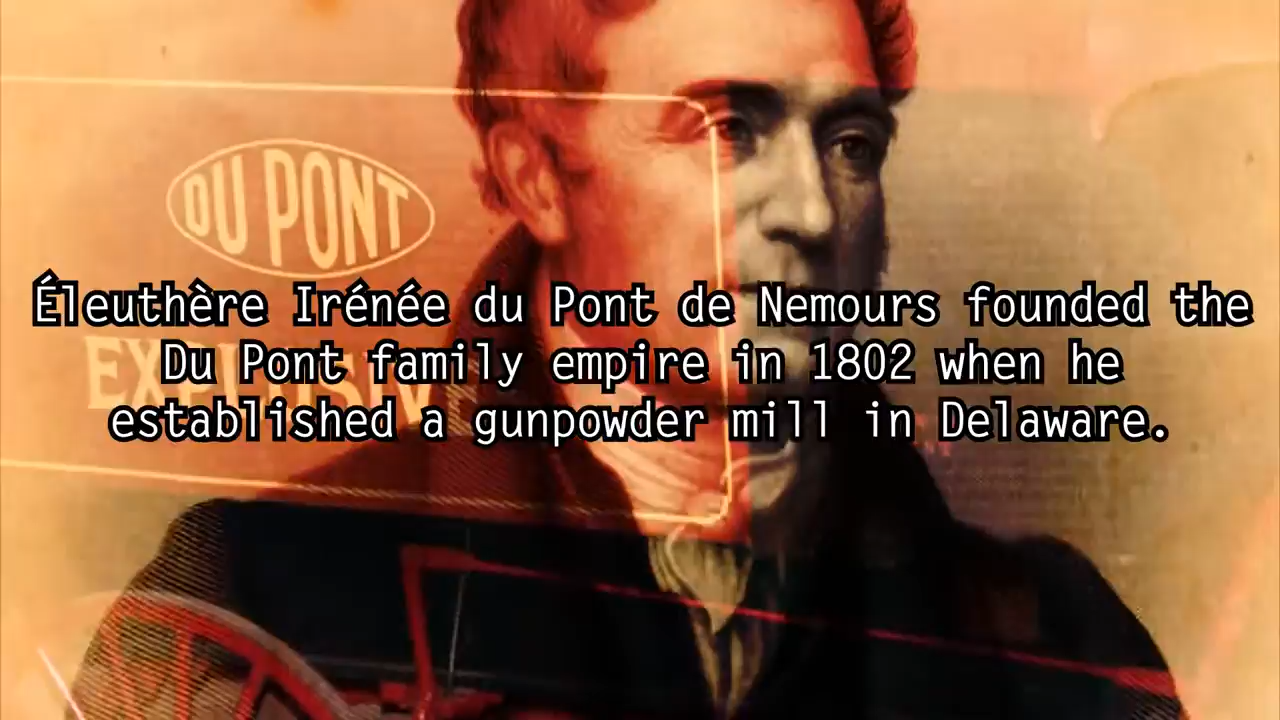 DU PONT
Éleuthère Irénée du Pont de Nemours founded the
Du Pont family empire in 1802 when he
established a gunpowder mill in Delaware.